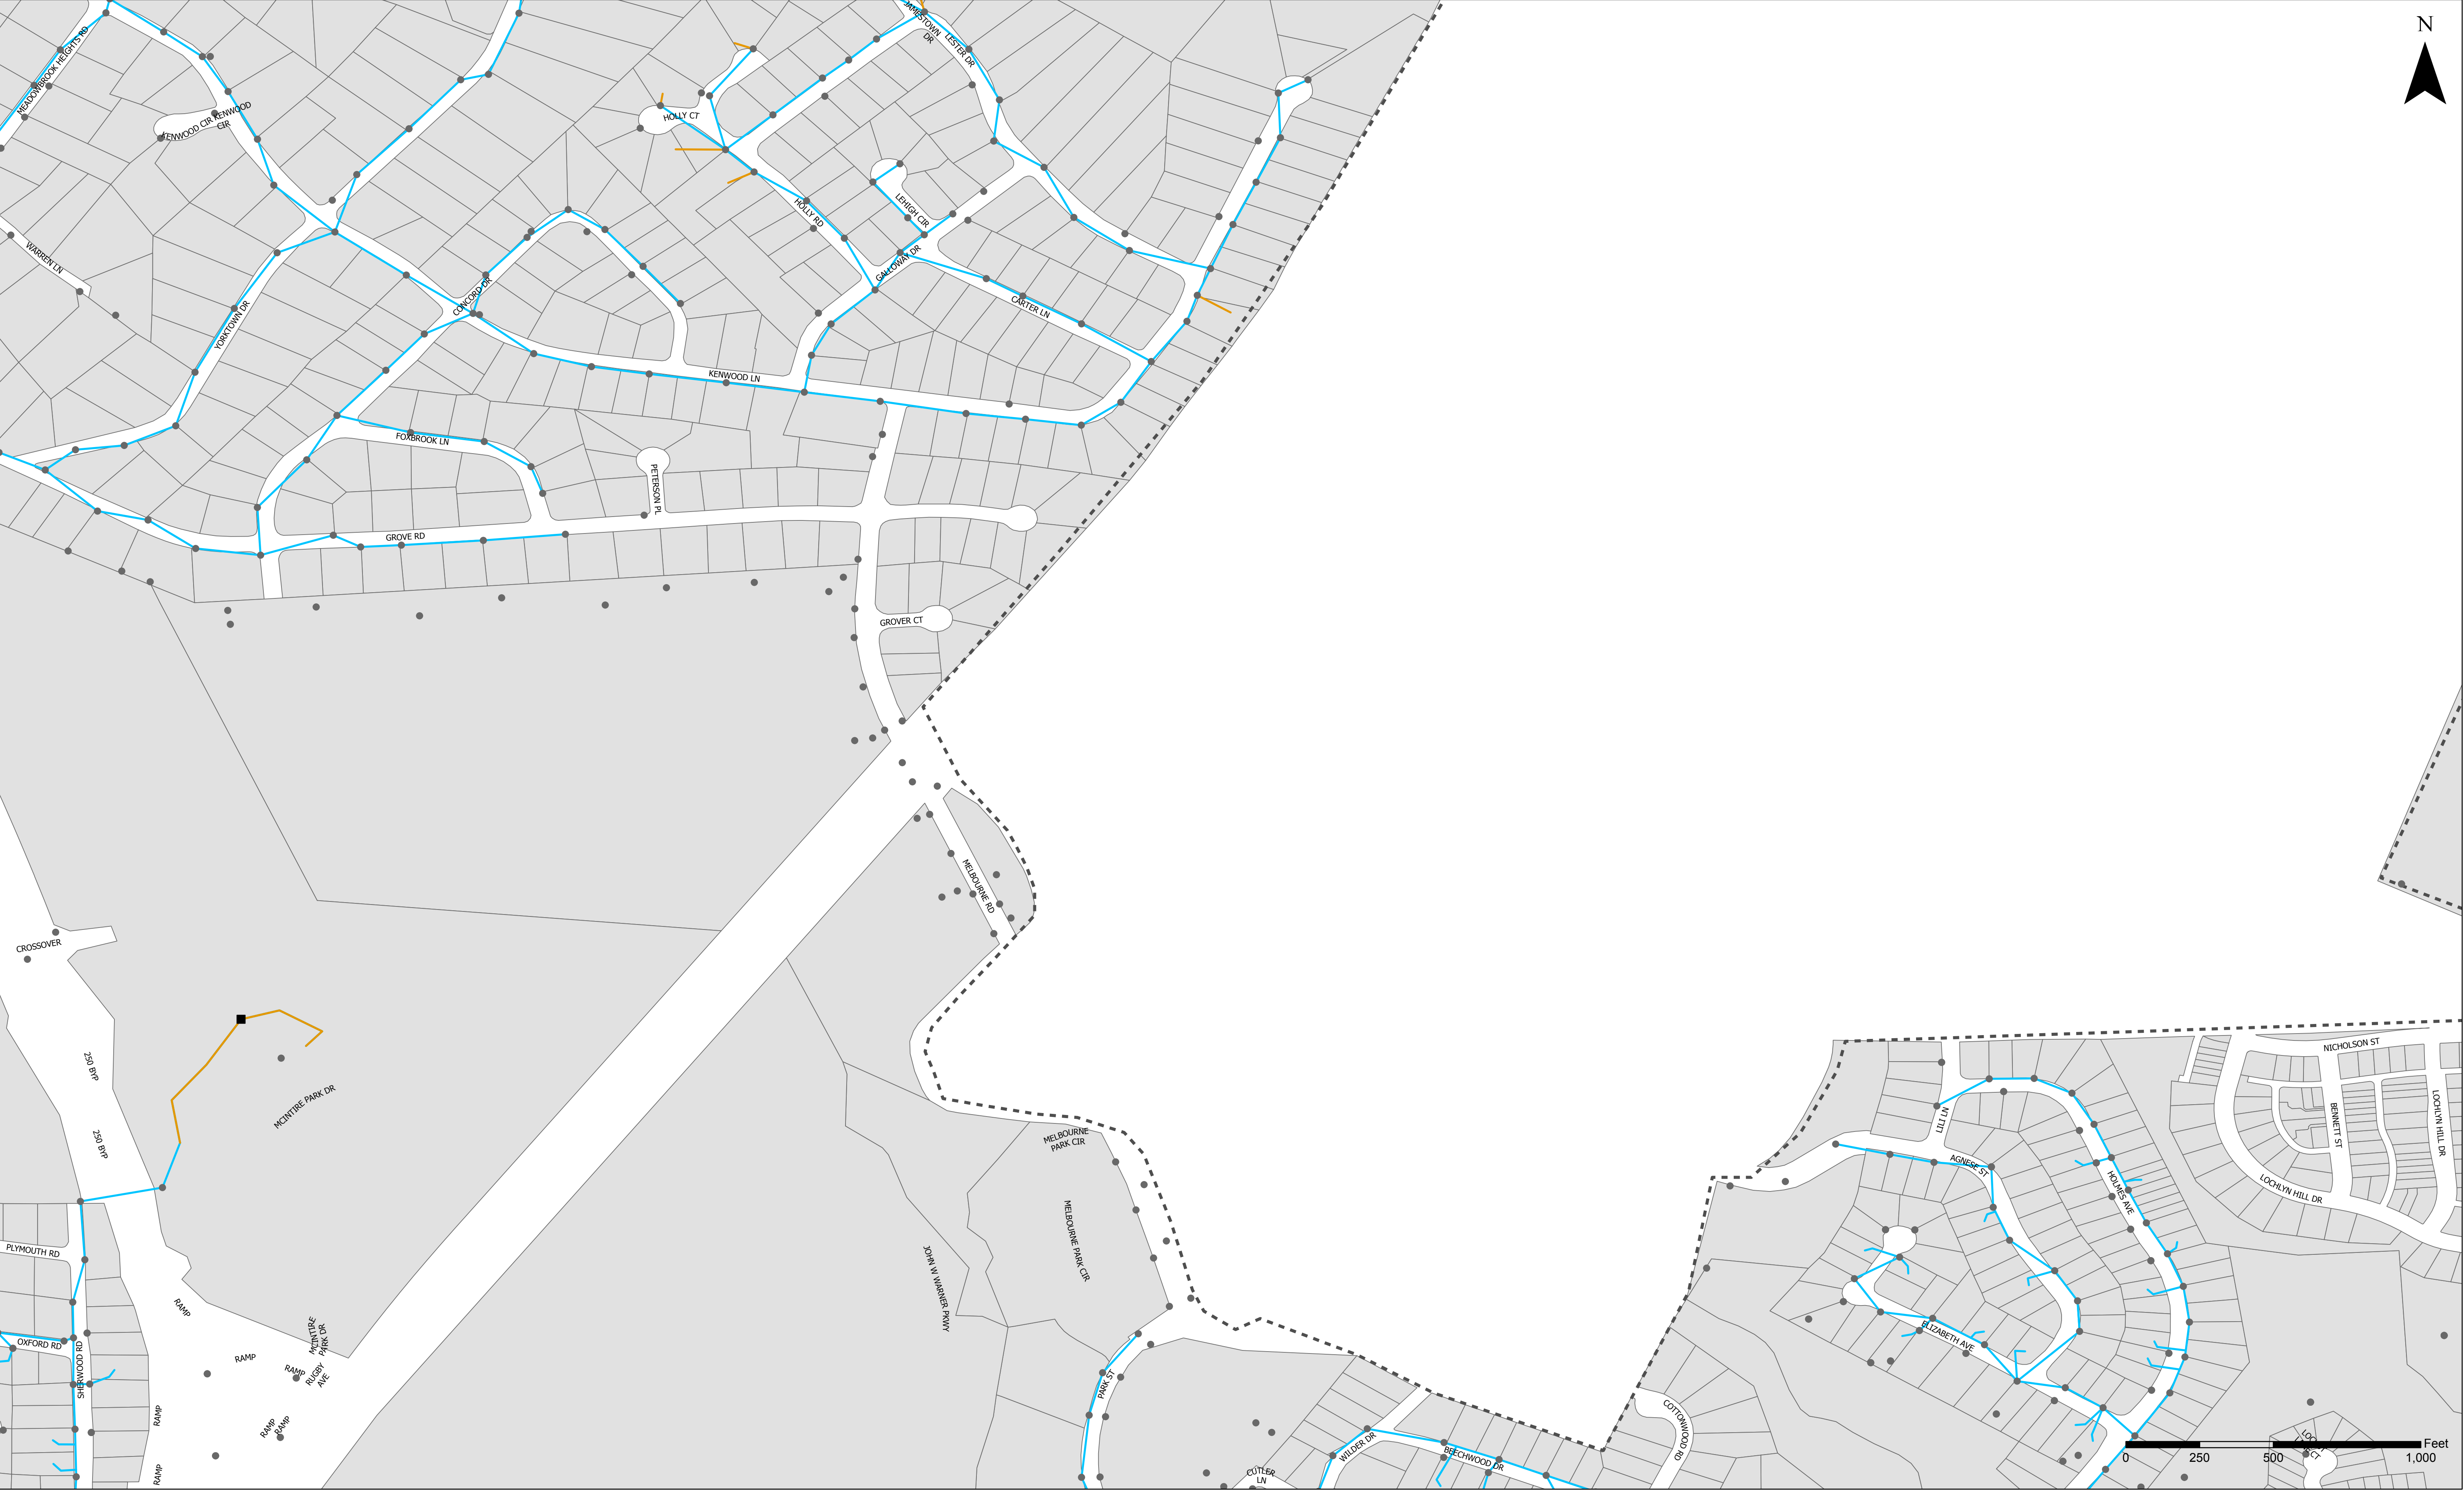 N
JAMESTOWN
DR
LESTER DR
MEADOWBROOK HEIGHTS RD
KENWOOD CIR
KENWOOD
CIR
HOLLY CT
HOLLY RD
LEHIGH CIR
GALLOWAY DR
CARTER LN
WARREN LN
CONCORD DR
YORKTOWN DR
KENWOOD LN
FOXBROOK LN
PETERSON PL
GROVE RD
GROVER CT
MELBOURNE RD
CROSSOVER
250 BYP
MCINTIRE PARK DR
250 BYP
MELBOURNE
PARK CIR
MELBOURNE PARK CIR
JOHN W WARNER PKWY
NICHOLSON ST
LILI LN
AGNESE ST
HOLMES AVE
BENNETT ST
LOCHLYN HILL DR
LOCHLYN HILL DR
PLYMOUTH RD
OXFORD RD
SHERWOOD RD
RAMP
MCINTIRE
PARK DR
RAMP
RAMP
RUGBY
AVE
RAMP
RAMP
RAMP
RAMP
PARK ST
ELIZABETH AVE
WILDER DR
BEECHWOOD DR
COTTONWOOD RD
CUTLER
LN
0 250 500 1,000
Feet